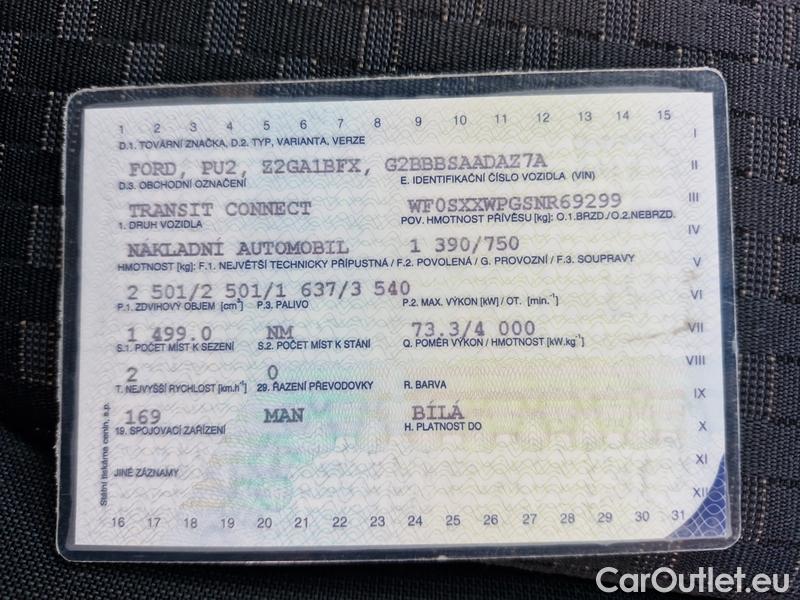 1 2 3 4 5 6 7 8 9 10 11 12 13 14 15
D.1. TOVÁRNÍ ZNAČKA, D.2. TYP, VARIANTA, VERZE
I
FORD, PU2, Z2GA1BFX, G2BBBSAADAZ7A
II
D.3. OBCHODNÍ OZNAČENÍ E. IDENTIFIKAČNÍ ČÍSLO VOZIDLA (VIN)
TRANSIT CONNECT WF0SXXWPGSNR69299
III
1. DRUH VOZIDLA POV. HMOTNOST PŘÍVĚSU [kg]: O.1.BRZD./O.2.NEBRZD.
IV
NÁKLADNÍ AUTOMOBIL 1 390/750
HMOTNOST [kg]: F.1. NEJVĚTŠÍ TECHNICKY PŘÍPUSTNÁ / F.2. POVOLENÁ / G. PROVOZNÍ / F.3. SOUPRAVY
V
2 501/2 501/1 637/3 540
VI
P.1. ZDVIHOVÝ OBJEM [cm³] P.3. PALIVO P.2. MAX. VÝKON [kW] / OT. [min.⁻¹]
1 499.0 NM 73.3/4 000
VII
S.1. POČET MÍST K SEZENÍ S.2. POČET MÍST K STÁNÍ Q. POMĚR VÝKON / HMOTNOST [kW.kg⁻¹]
VIII
2 0
T. NEJVYŠŠÍ RYCHLOST [km.h⁻¹] 29. ŘAZENÍ PŘEVODOVKY R. BARVA
IX
169 MAN BÍLÁ
X
19. SPOJOVACÍ ZAŘÍZENÍ H. PLATNOST DO
XI
JINÉ ZÁZNAMY
XII
Státní tiskárna cenin, s.p.
16 17 18 19 20 21 22 23 24 25 26 27 28 29 30 31
CarOutlet.eu